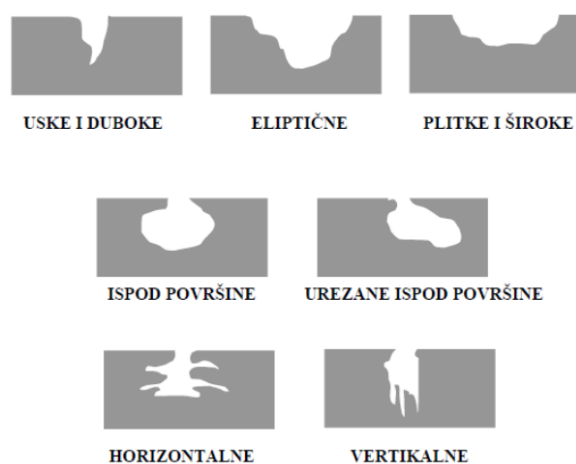 USKE I DUBOKE
ELIPTIČNE
PLITKE I ŠIROKE
ISPOD POVRŠINE
UREZANE ISPOD POVRŠINE
HORIZONTALNE
VERTIKALNE